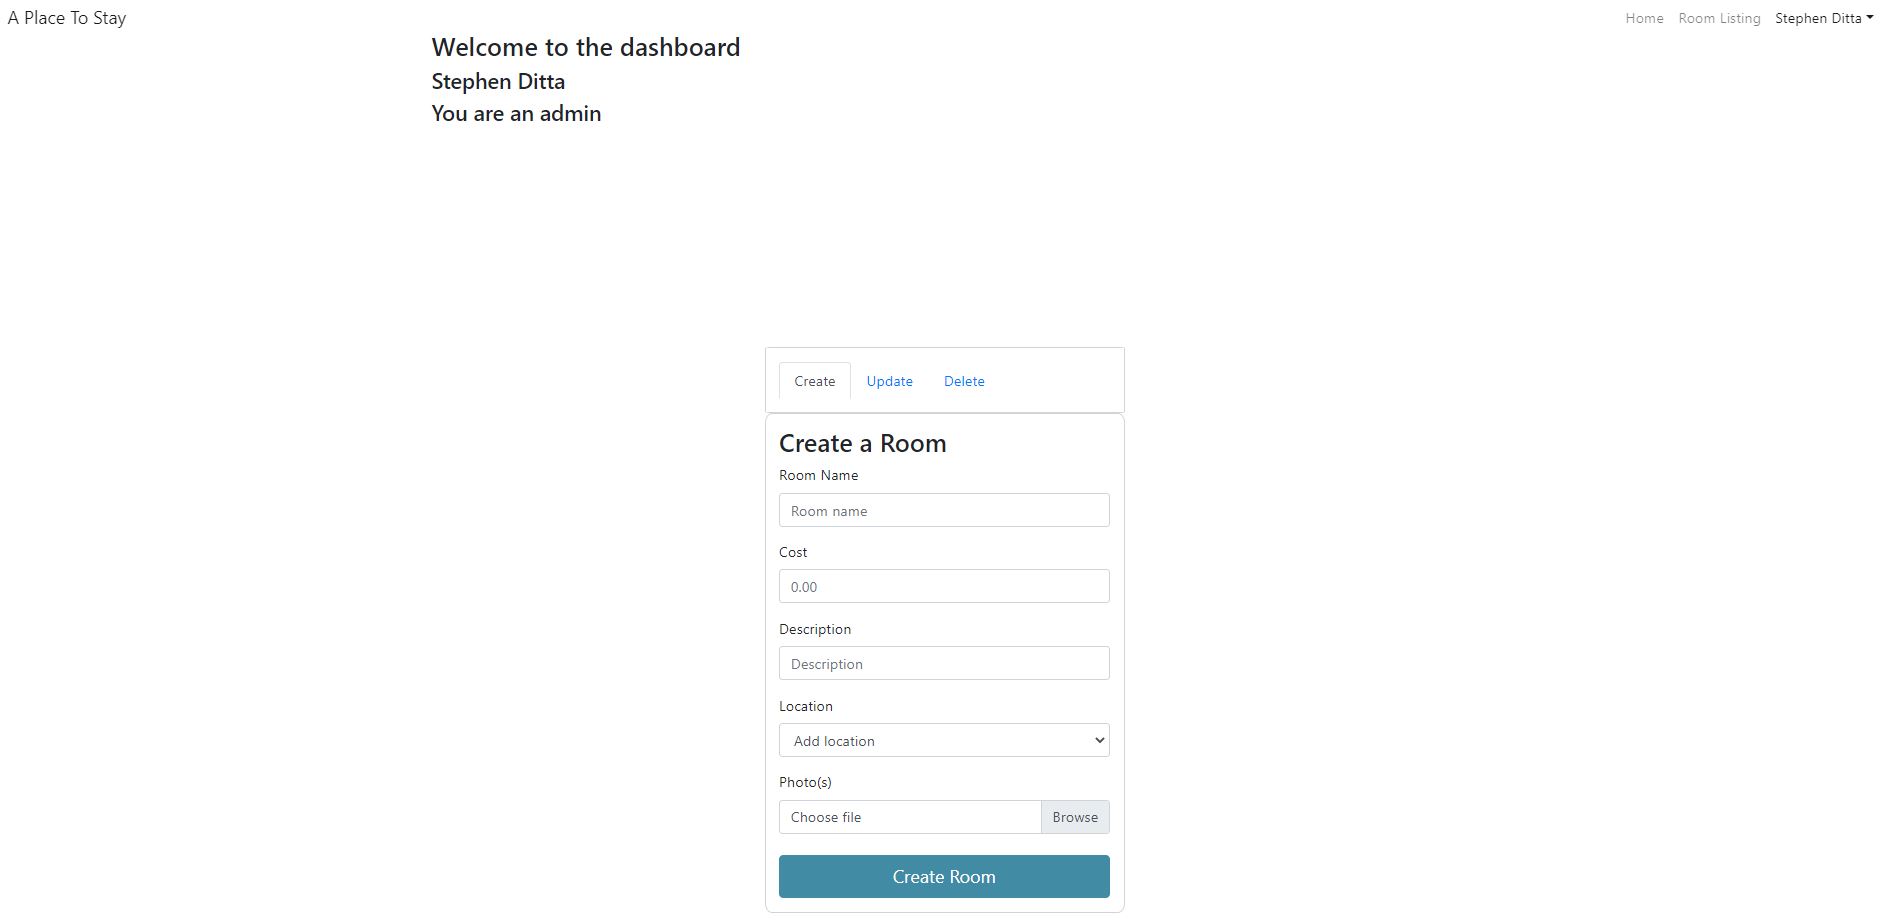 A Place To Stay
Home Room Listing Stephen Ditta
Welcome to the dashboard
Stephen Ditta
You are an admin
Create Update Delete
Create a Room
Room Name
Room name
Cost
0.00
Description
Description
Location
Add location
Photo(s)
Choose file Browse
Create Room